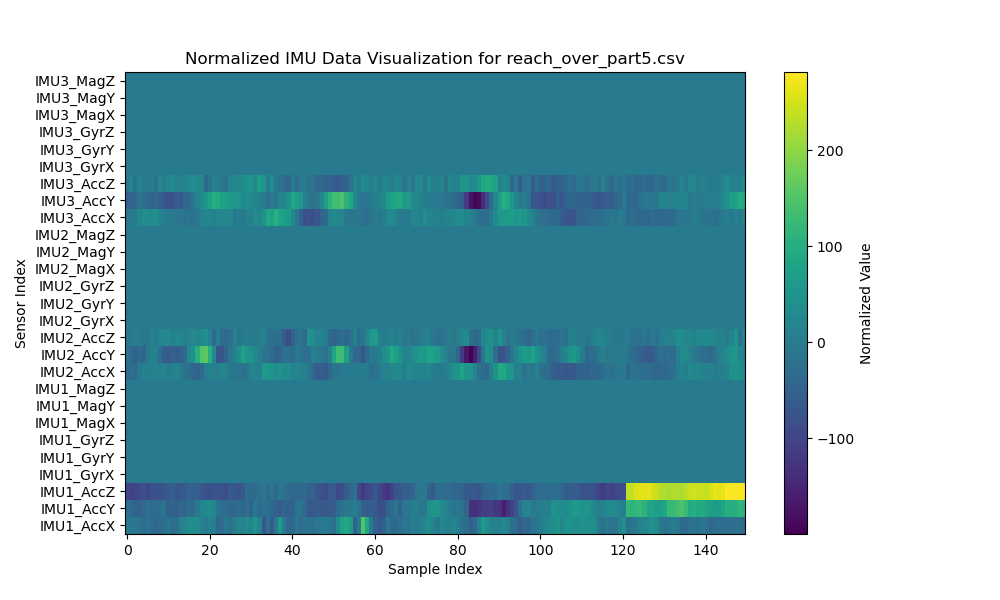 Normalized IMU Data Visualization for reach_over_part5.csv
IMU3_MagZ
IMU3_MagY
IMU3_MagX
IMU3_GyrZ
IMU3_GyrY
IMU3_GyrX
IMU3_AccZ
IMU3_AccY
IMU3_AccX
IMU2_MagZ
IMU2_MagY
IMU2_MagX
IMU2_GyrZ
IMU2_GyrY
IMU2_GyrX
IMU2_AccZ
IMU2_AccY
IMU2_AccX
IMU1_MagZ
IMU1_MagY
IMU1_MagX
IMU1_GyrZ
IMU1_GyrY
IMU1_GyrX
IMU1_AccZ
IMU1_AccY
IMU1_AccX
Sensor Index
0 20 40 60 80 100 120 140
Sample Index
200
100
0
−100
Normalized Value